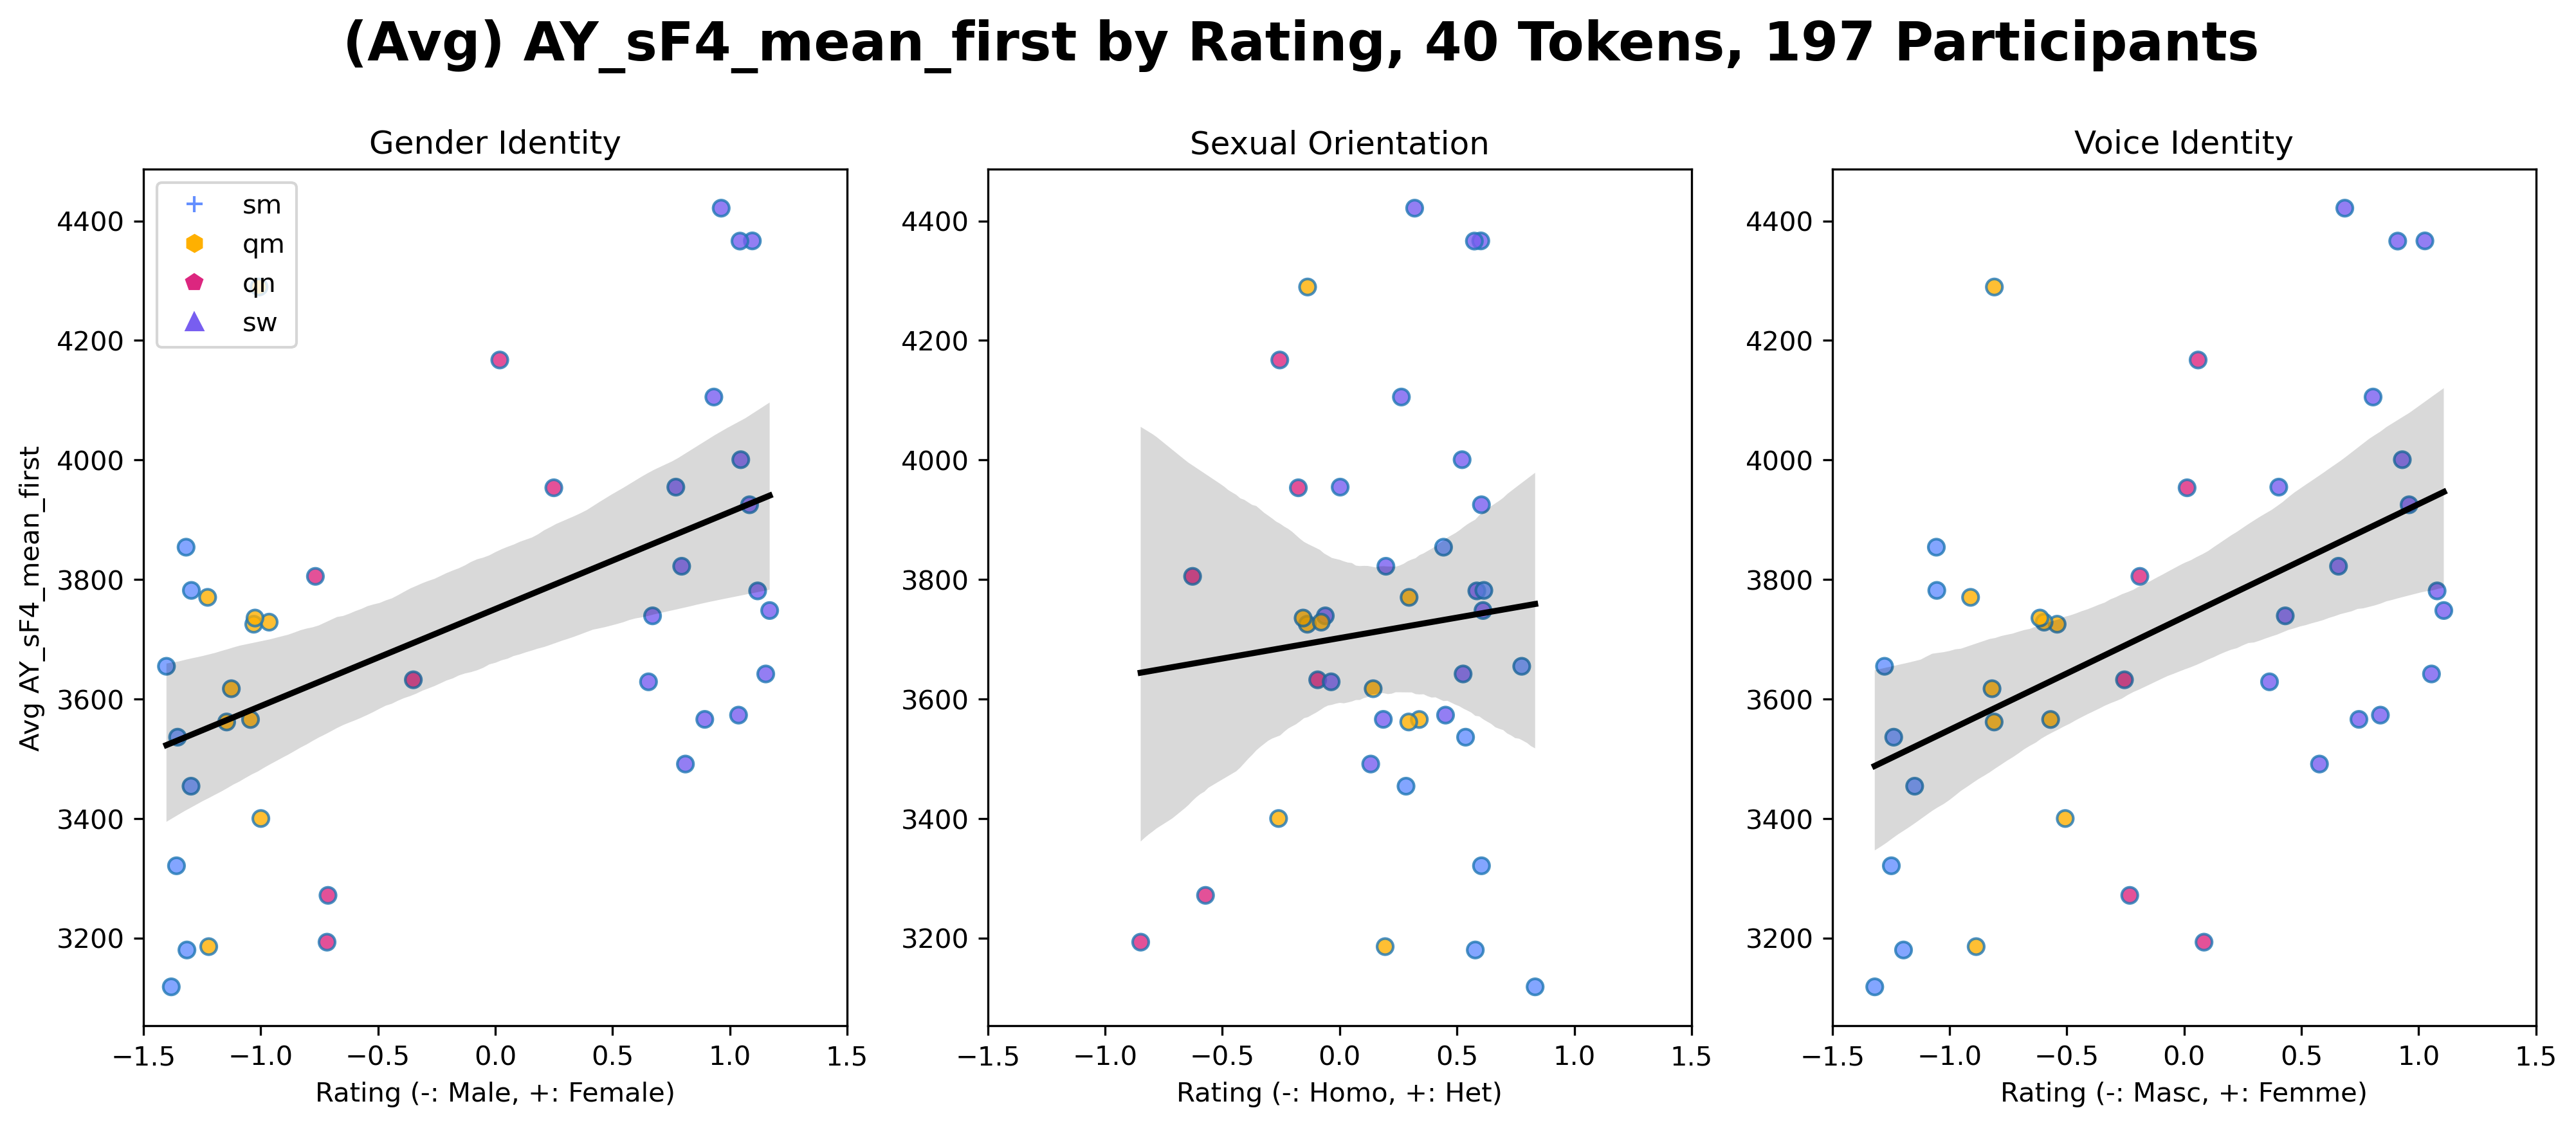 (Avg) AY_sF4_mean_first by Rating, 40 Tokens, 197 Participants
Gender Identity
Sexual Orientation
Voice Identity
sm
qm
qn
sw
Avg AY_sF4_mean_first
4400
4200
4000
3800
3600
3400
3200
−1.5 −1.0 −0.5 0.0 0.5 1.0 1.5
Rating (-: Male, +: Female)
4400
4200
4000
3800
3600
3400
3200
−1.5 −1.0 −0.5 0.0 0.5 1.0 1.5
Rating (-: Homo, +: Het)
4400
4200
4000
3800
3600
3400
3200
−1.5 −1.0 −0.5 0.0 0.5 1.0 1.5
Rating (-: Masc, +: Femme)